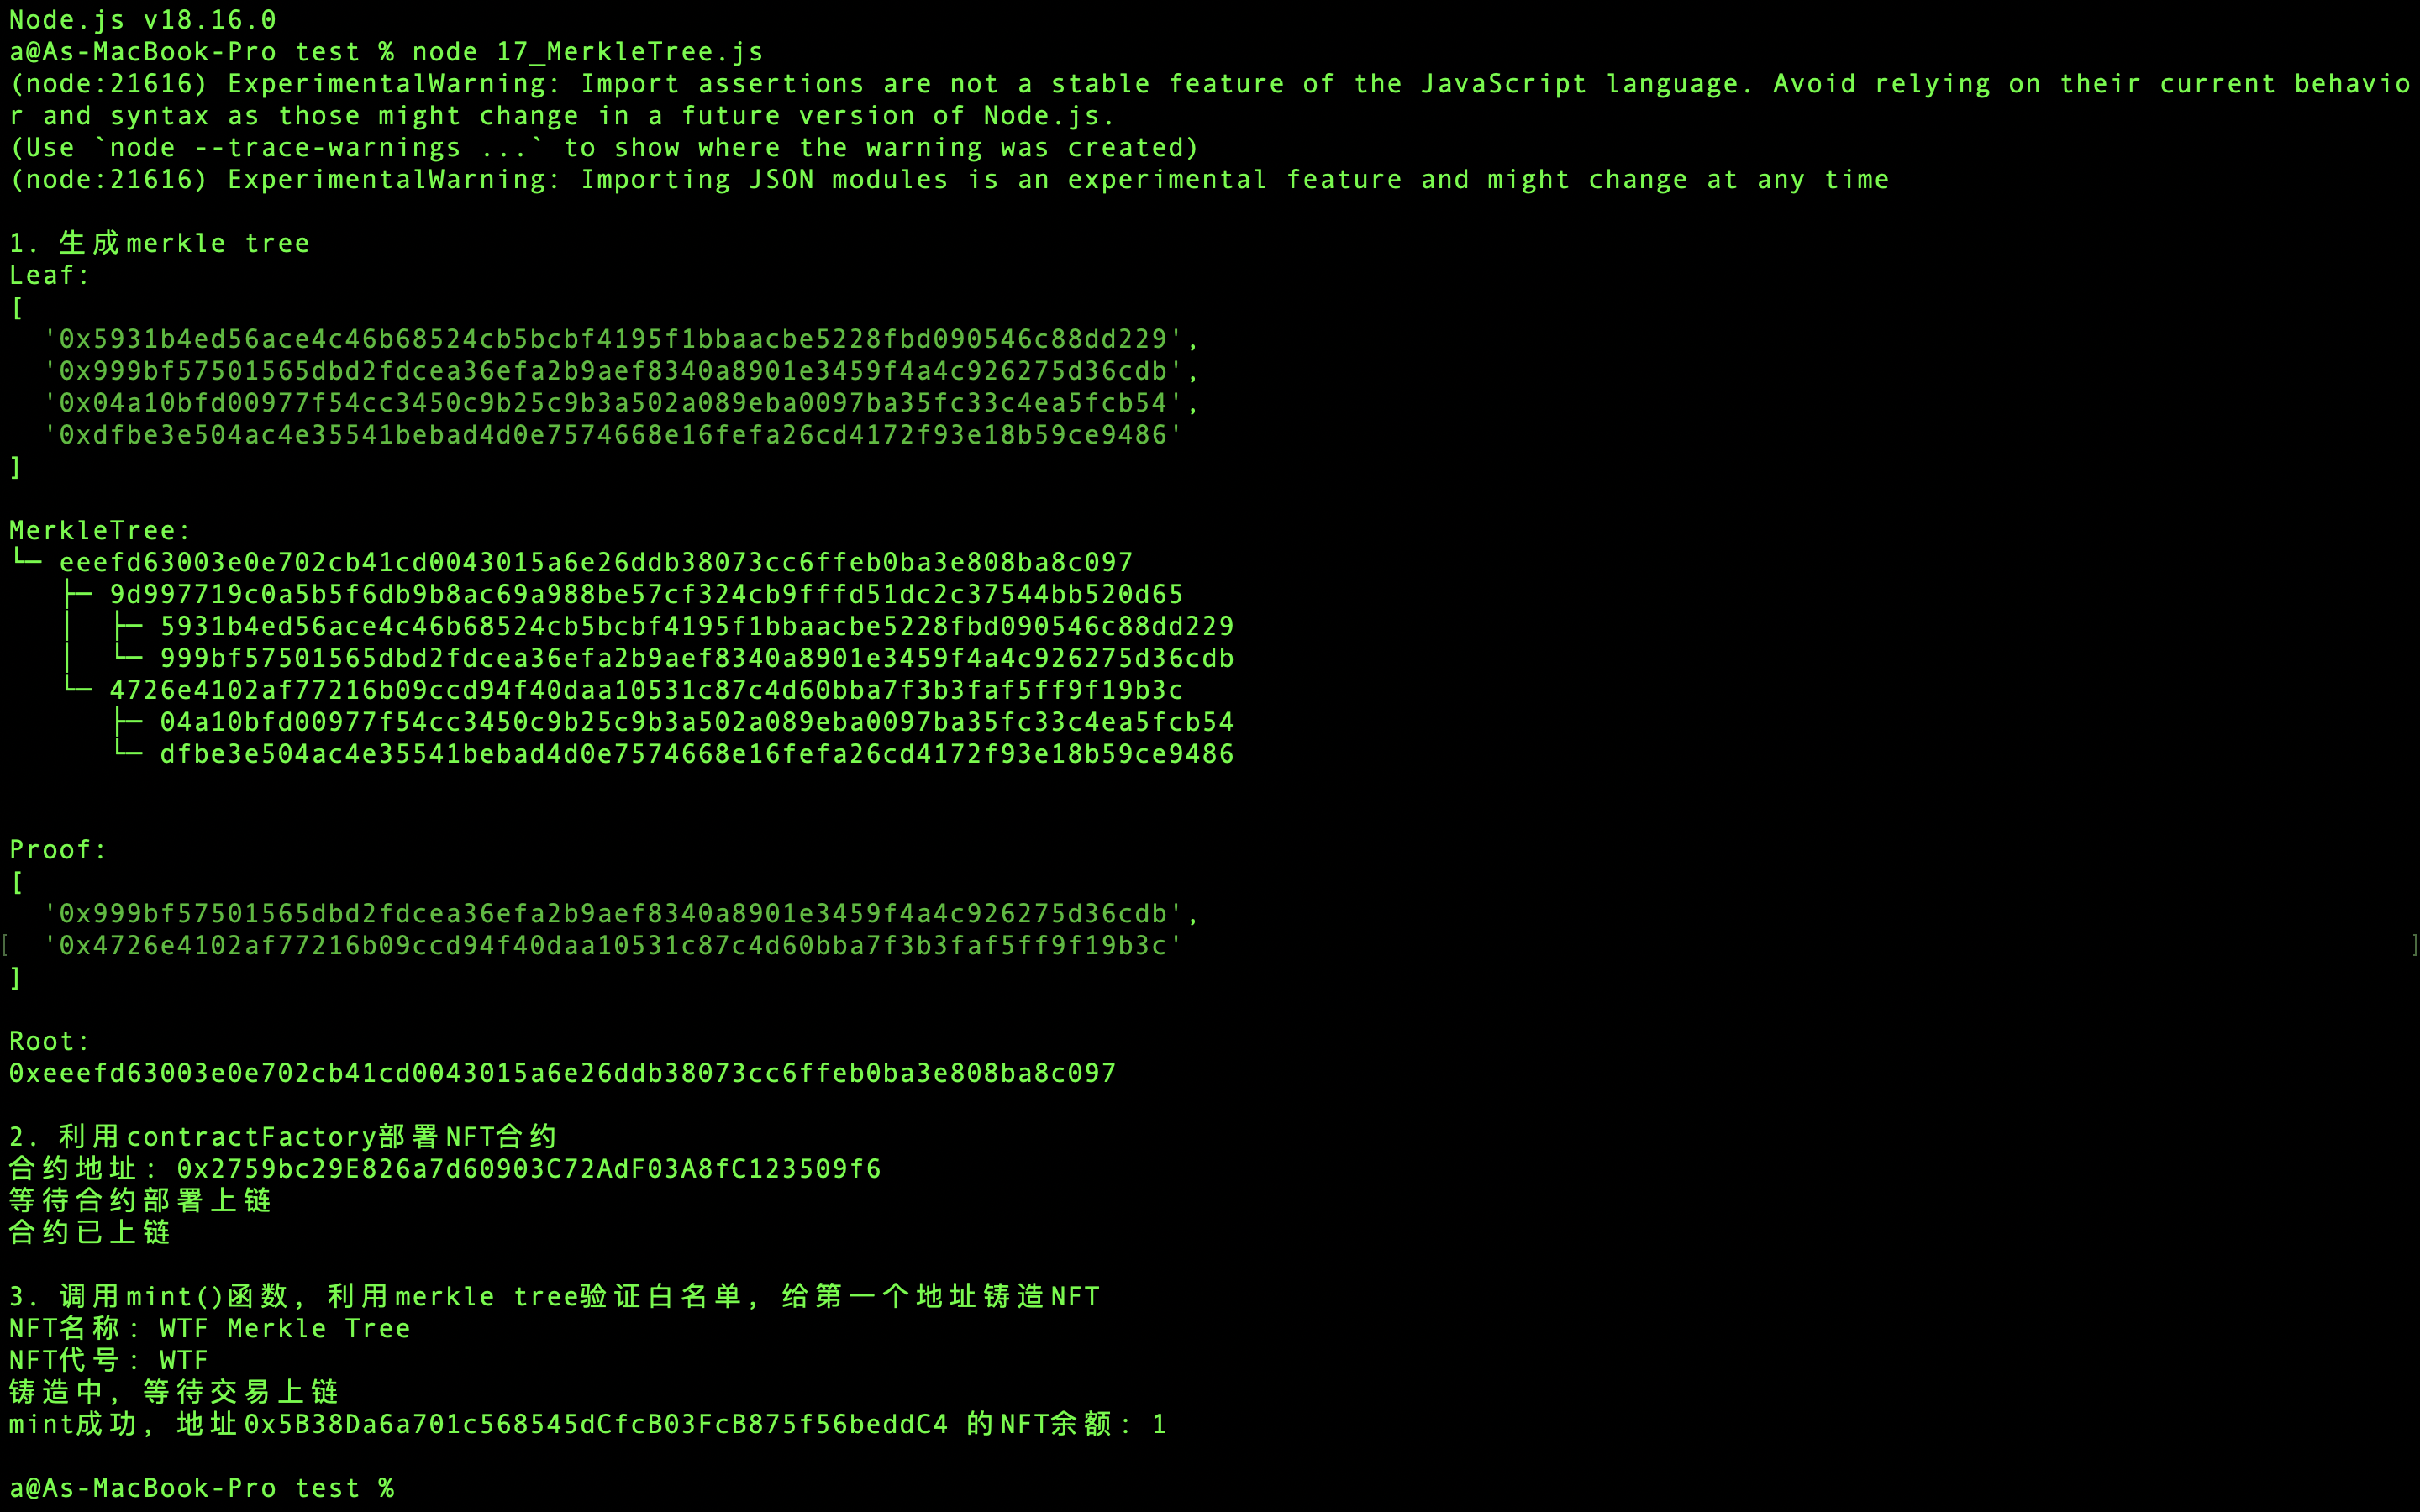 Node.js v18.16.0
a@As-MacBook-Pro test % node 17_MerkleTree.js
(node:21616) ExperimentalWarning: Import assertions are not a stable feature of the JavaScript language. Avoid relying on their current behavio
r and syntax as those might change in a future version of Node.js.
(Use `node --trace-warnings ...` to show where the warning was created)
(node:21616) ExperimentalWarning: Importing JSON modules is an experimental feature and might change at any time

1. 生成merkle tree
Leaf:
[
  '0x5931b4ed56ace4c46b68524cb5bcbf4195f1bbaacbe5228fbd090546c88dd229',
  '0x999bf57501565dbd2fdcea36efa2b9aef8340a8901e3459f4a4c926275d36cdb',
  '0x04a10bfd00977f54cc3450c9b25c9b3a502a089eba0097ba35fc33c4ea5fcb54',
  '0xdfbe3e504ac4e35541bebad4d0e7574668e16fefa26cd4172f93e18b59ce9486'
]

MerkleTree:
└─ eeefd63003e0e702cb41cd0043015a6e26ddb38073cc6ffeb0ba3e808ba8c097
   ├─ 9d997719c0a5b5f6db9b8ac69a988be57cf324cb9fffd51dc2c37544bb520d65
   │  ├─ 5931b4ed56ace4c46b68524cb5bcbf4195f1bbaacbe5228fbd090546c88dd229
   │  └─ 999bf57501565dbd2fdcea36efa2b9aef8340a8901e3459f4a4c926275d36cdb
   └─ 4726e4102af77216b09ccd94f40daa10531c87c4d60bba7f3b3faf5ff9f19b3c
      ├─ 04a10bfd00977f54cc3450c9b25c9b3a502a089eba0097ba35fc33c4ea5fcb54
      └─ dfbe3e504ac4e35541bebad4d0e7574668e16fefa26cd4172f93e18b59ce9486

Proof:
[
  '0x999bf57501565dbd2fdcea36efa2b9aef8340a8901e3459f4a4c926275d36cdb',
[  '0x4726e4102af77216b09ccd94f40daa10531c87c4d60bba7f3b3faf5ff9f19b3c' ]
]

Root:
0xeeefd63003e0e702cb41cd0043015a6e26ddb38073cc6ffeb0ba3e808ba8c097

2. 利用contractFactory部署NFT合约
合约地址: 0x2759bc29E826a7d60903C72AdF03A8fC123509f6
等待合约部署上链
合约已上链

3. 调用mint()函数, 利用merkle tree验证白名单, 给第一个地址铸造NFT
NFT名称: WTF Merkle Tree
NFT代号: WTF
铸造中, 等待交易上链
mint成功, 地址0x5B38Da6a701c568545dCfcB03FcB875f56beddC4 的NFT余额: 1

a@As-MacBook-Pro test %